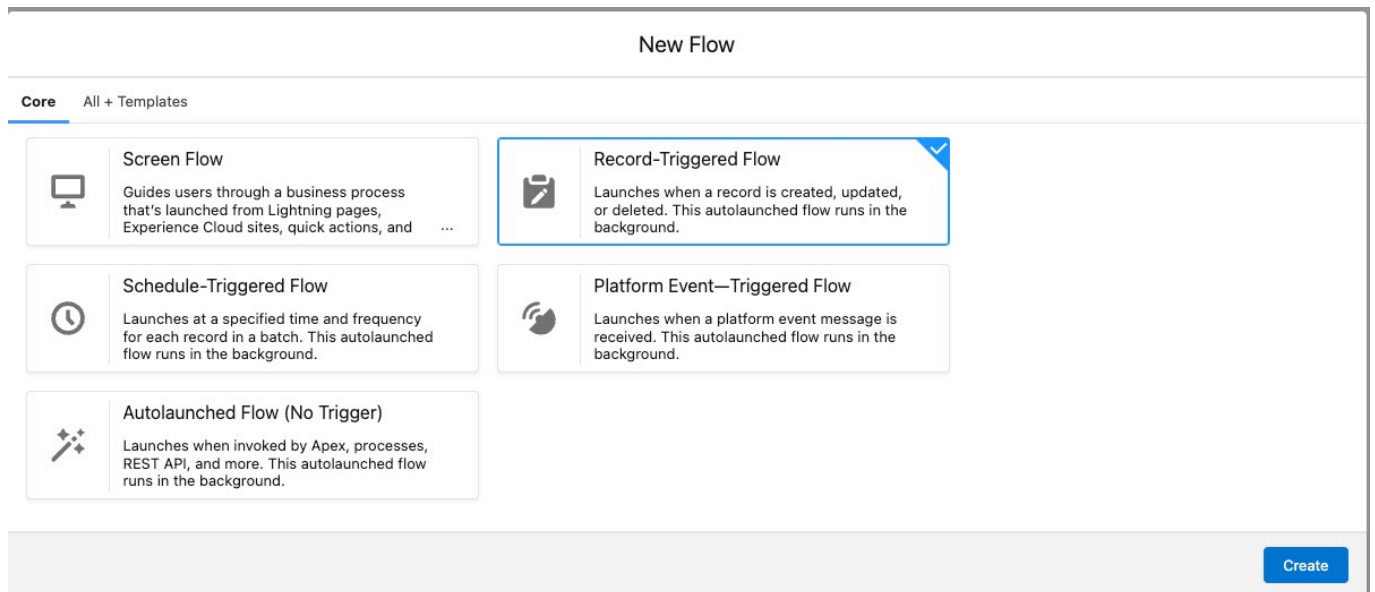 New Flow
Core
All + Templates
Screen Flow
Guides users through a business process
that's launched from Lightning pages,
Experience Cloud sites, quick actions, and ...
Record-Triggered Flow
Launches when a record is created, updated,
or deleted. This autolaunched flow runs in the
background.
Schedule-Triggered Flow
Launches at a specified time and frequency
for each record in a batch. This autolaunched
flow runs in the background.
Platform Event—Triggered Flow
Launches when a platform event message is
received. This autolaunched flow runs in the
background.
Autolaunched Flow (No Trigger)
Launches when invoked by Apex, processes,
REST API, and more. This autolaunched flow
runs in the background.
Create